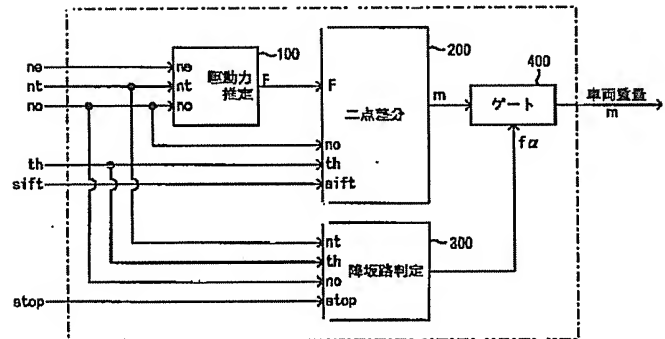 100
200
400
ne
nt
no
ne
nt
no
駆動力
推定
F
F
二点差分
m
ゲート
車両重量
m
fα
no
th
sift
th
sift
300
nt
th
no
stop
降坂路判定
stop